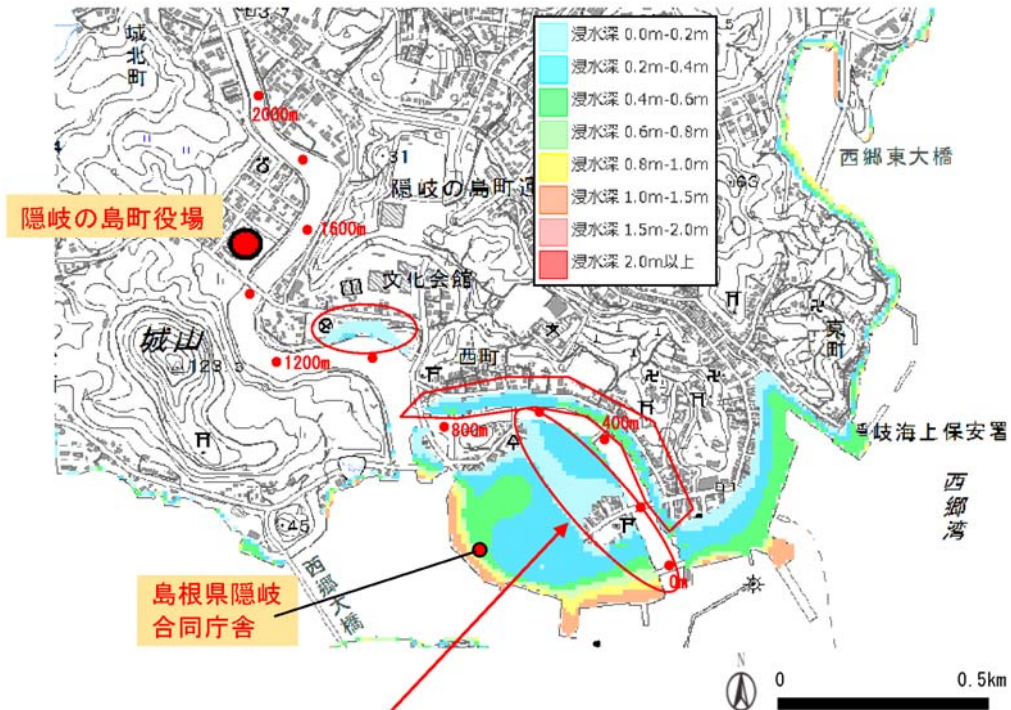 城北町
2000m
31
隠岐の島町運
隠岐の島町役場
1600m
文化会館
城山
123
1200m
西町
800m
400m
0m
45
西郷大橋
島根県隠岐
合同庁舎
浸水深 0.0m-0.2m
浸水深 0.2m-0.4m
浸水深 0.4m-0.6m
浸水深 0.6m-0.8m
浸水深 0.8m-1.0m
浸水深 1.0m-1.5m
浸水深 1.5m-2.0m
浸水深 2.0m以上
西郷東大橋
63
東町
隠岐海上保安署
西郷湾
N
0
0.5km